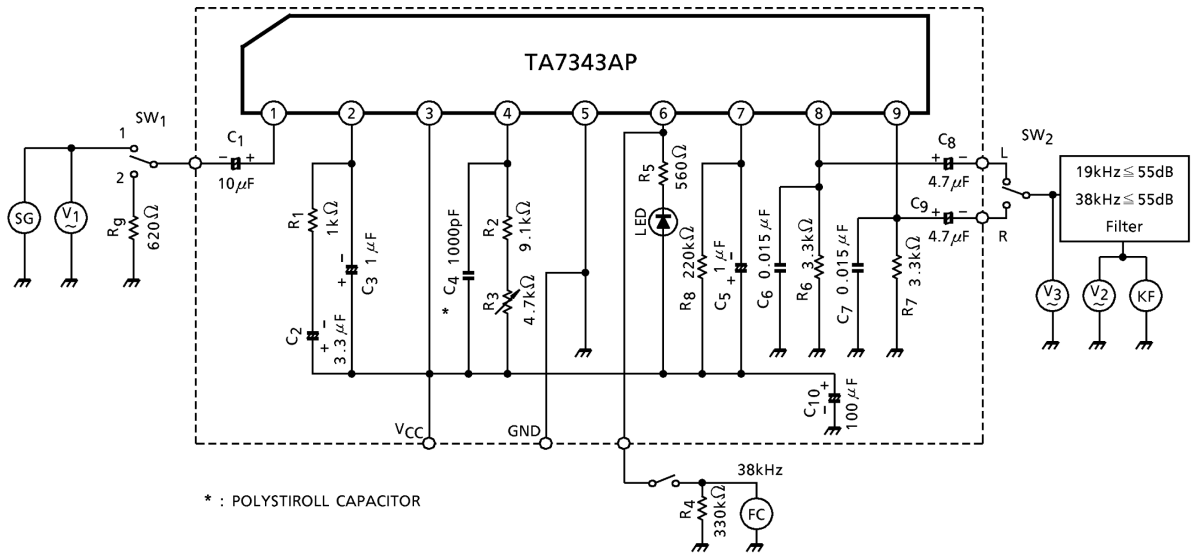 TA7343AP
1 2 3 4 5 6 7 8 9
SW1
1
2
C1
− +
10μF
SG
V1
~
Rg
620Ω
R1
1kΩ
C2
−
+
3.3μF
−
+
C3 1μF
*
C4 1000pF
R2
9.1kΩ
R3
4.7kΩ
R5
560Ω
LED
R8 220kΩ
C5 1μF
−
+
C6 0.015μF
R6 3.3kΩ
C7 0.015μF
R7 3.3kΩ
C8
+ −
4.7μF
L
C9
+ −
4.7μF
R
SW2
19kHz≦55dB
38kHz≦55dB
Filter
V3
~
V2
~
KF
C10
+
−
100μF
VCC
GND
38kHz
R4
330kΩ
FC
* : POLYSTIROLL CAPACITOR